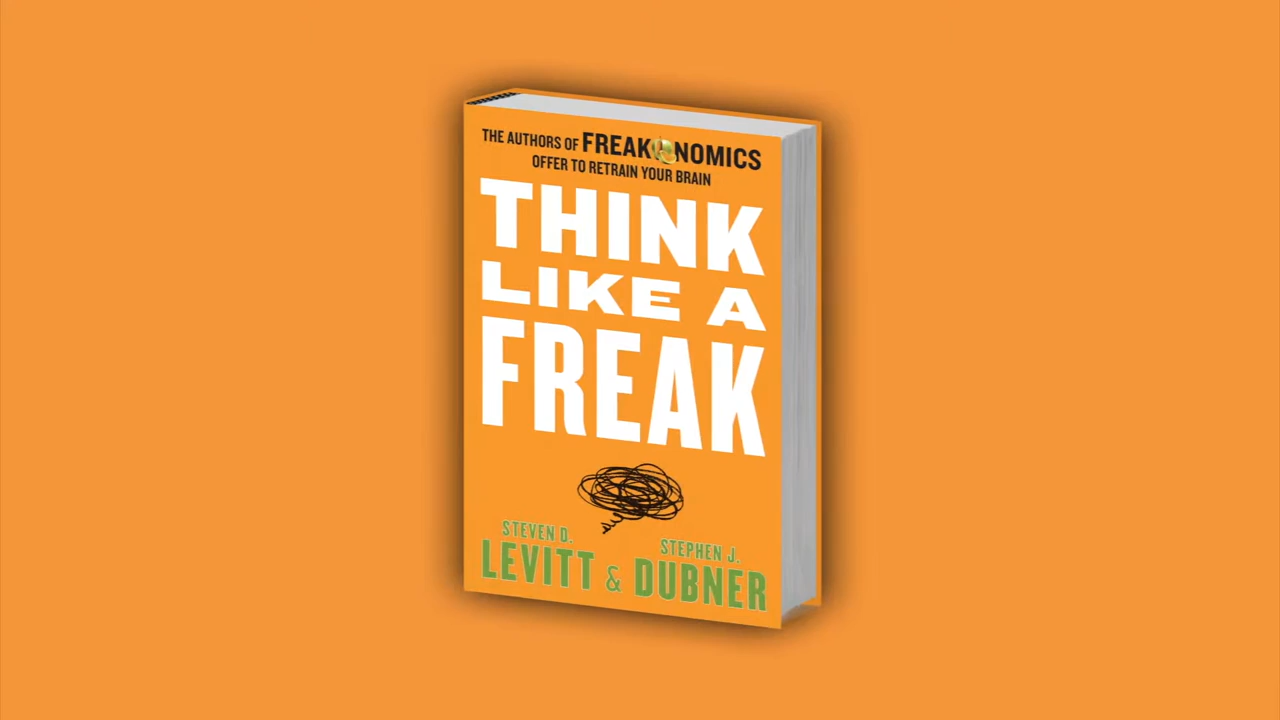 THE AUTHORS OF FREAKONOMICS
OFFER TO RETRAIN YOUR BRAIN
THINK
LIKE A
FREAK
STEVEN D. STEPHEN J.
LEVITT & DUBNER